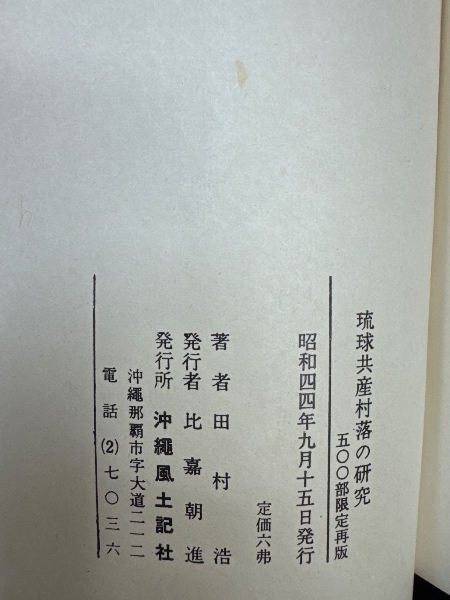 琉球共産村落の研究
五〇〇部限定再版
昭和四四年九月十五日発行
定価六弗
著者 田村浩
発行者 比嘉朝進
発行所 沖繩風土記社
沖繩那覇市字大道二一二
電話(2)七〇三六